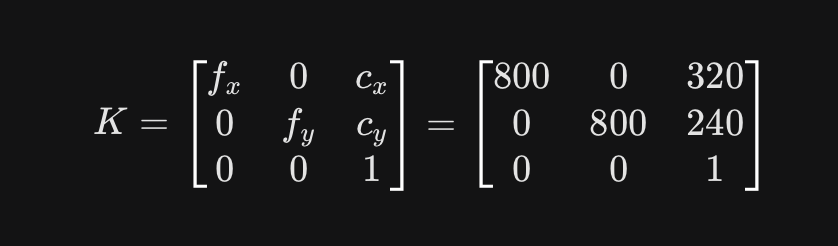 K = [f_x 0 c_x; 0 f_y c_y; 0 0 1] = [800 0 320; 0 800 240; 0 0 1]